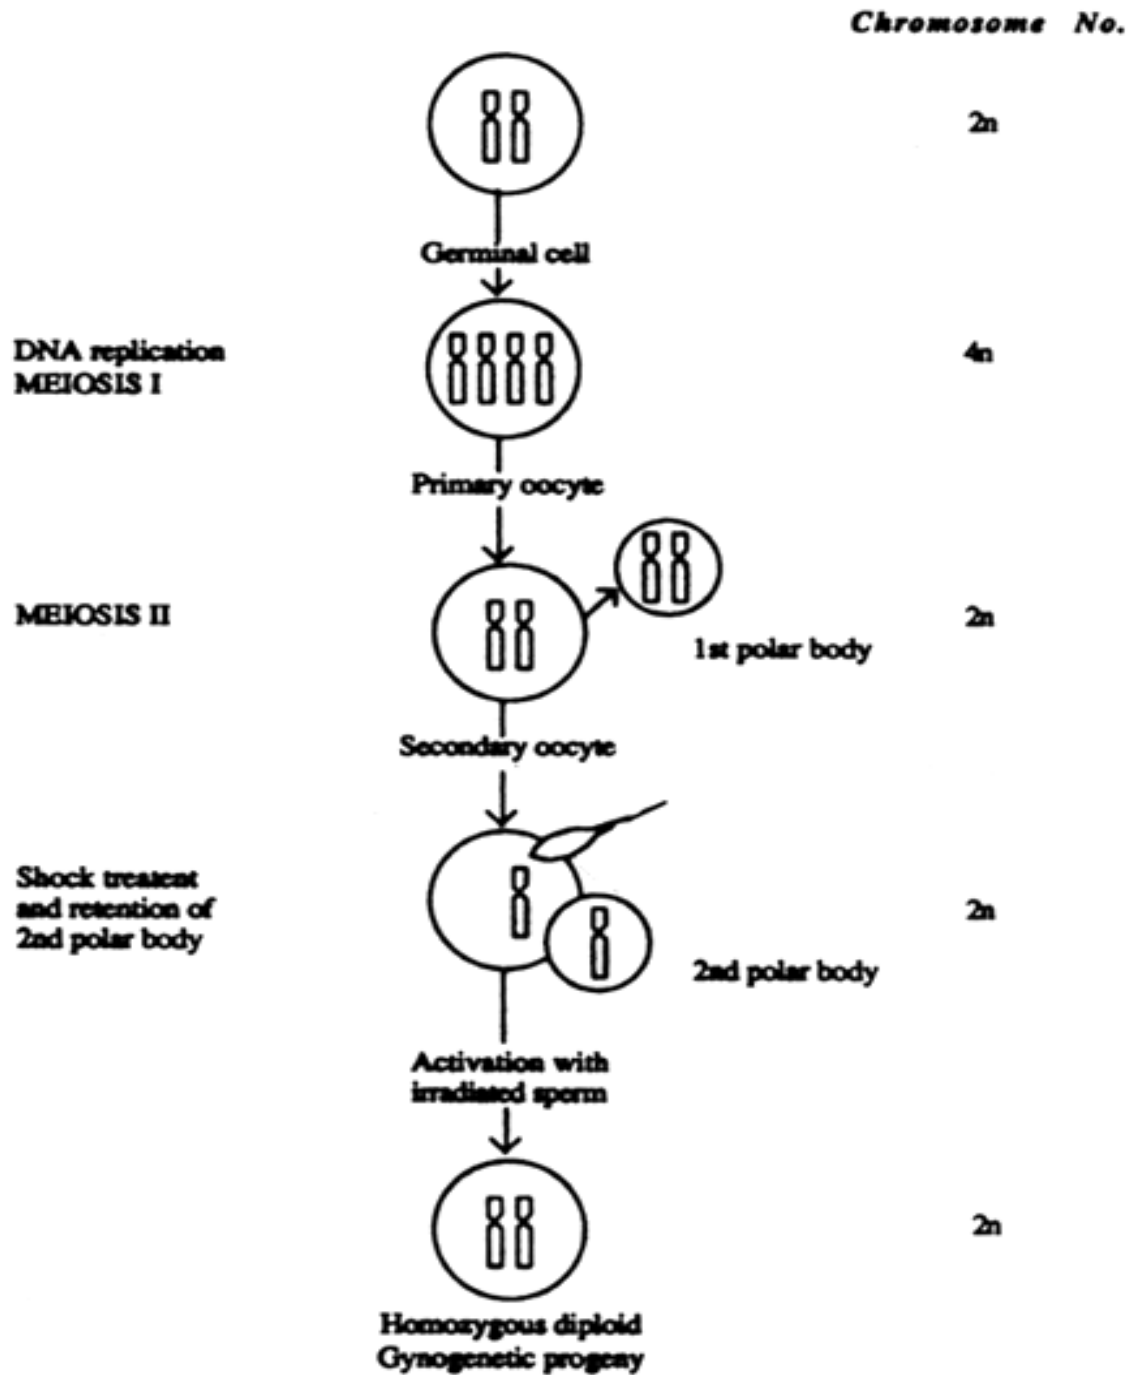 Chromosome No.
2n
Germinal cell
DNA replication
MEIOSIS I
4n
Primary oocyte
MEIOSIS II
2n
1st polar body
Secondary oocyte
Shock treatent
and retention of
2nd polar body
2n
2nd polar body
Activation with
irradiated sperm
2n
Homozygous diploid
Gynogenetic progeny